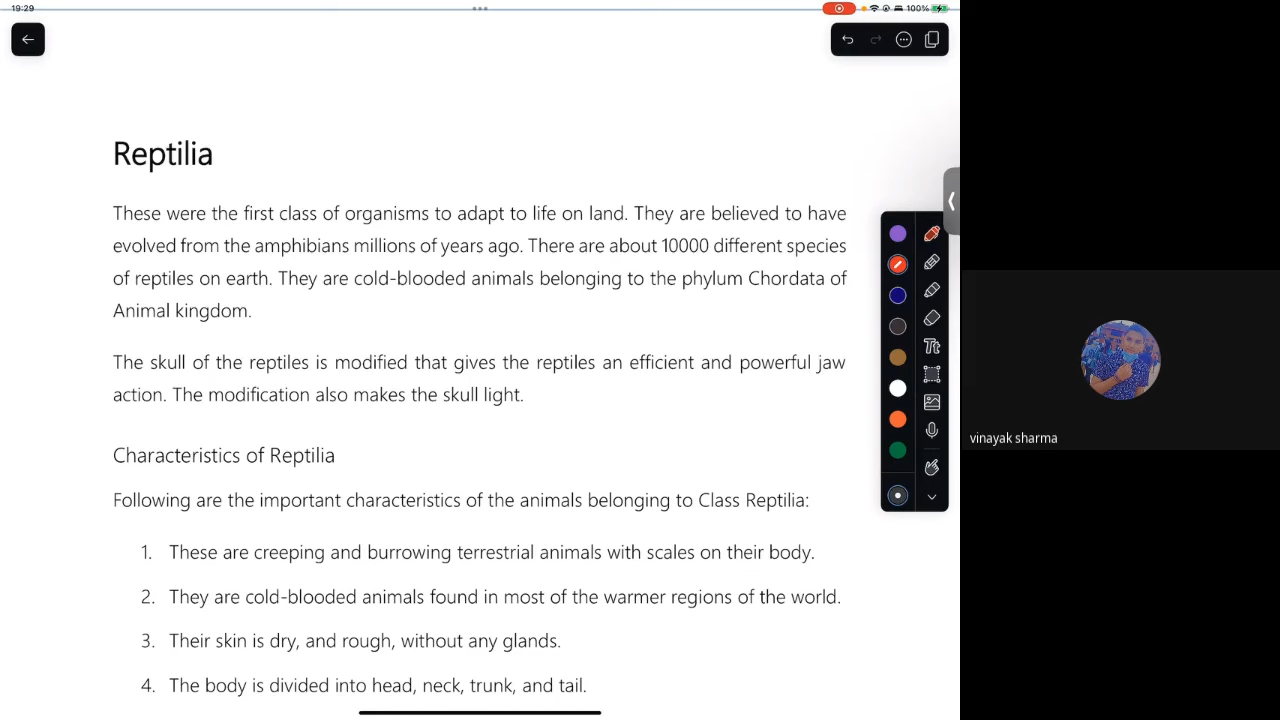 19:29
100%
Reptilia
These were the first class of organisms to adapt to life on land. They are believed to have
evolved from the amphibians millions of years ago. There are about 10000 different species
of reptiles on earth. They are cold-blooded animals belonging to the phylum Chordata of
Animal kingdom.
The skull of the reptiles is modified that gives the reptiles an efficient and powerful jaw
action. The modification also makes the skull light.
Characteristics of Reptilia
Following are the important characteristics of the animals belonging to Class Reptilia:
1. These are creeping and burrowing terrestrial animals with scales on their body.
2. They are cold-blooded animals found in most of the warmer regions of the world.
3. Their skin is dry, and rough, without any glands.
4. The body is divided into head, neck, trunk, and tail.
Tt
vinayak sharma